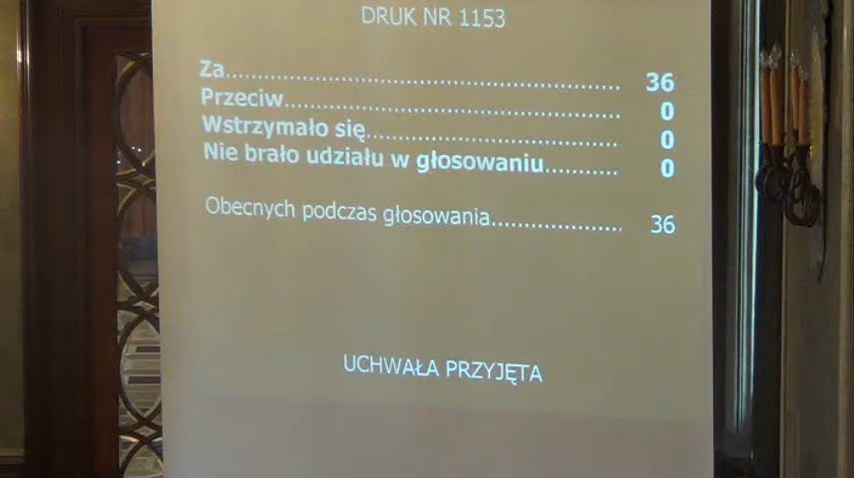 DRUK NR 1153
Za.......................................................... 36
Przeciw................................................. 0
Wstrzymało się..................................... 0
Nie brało udziału w głosowaniu........... 0
Obecnych podczas głosowania.................... 36
UCHWAŁA PRZYJĘTA